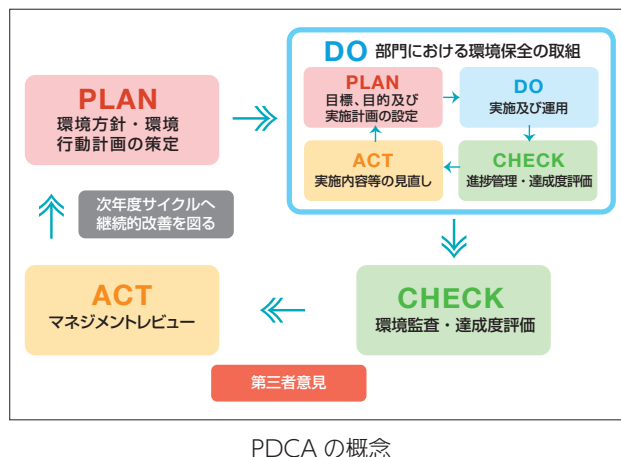 DO 部門における環境保全の取組
PLAN
環境方針・環境
行動計画の策定
PLAN
目標、目的及び
実施計画の設定
DO
実施及び運用
ACT
実施内容等の見直し
CHECK
進捗管理・達成度評価
次年度サイクルへ
継続的改善を図る
ACT
マネジメントレビュー
CHECK
環境監査・達成度評価
第三者意見
PDCA の概念